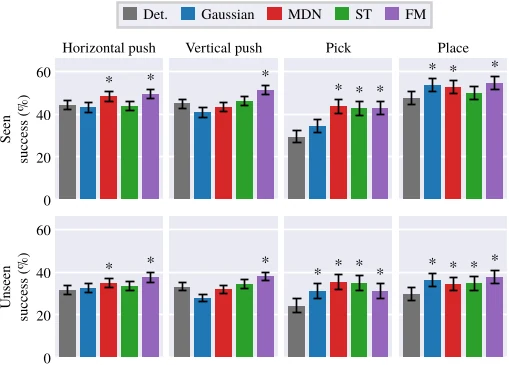 Det. Gaussian MDN ST FM
Horizontal push Vertical push Pick Place
Seen
success (%)
60
40
20
0
* * * * * * * * *
Unseen
success (%)
60
40
20
0
* * * * * * * * * * *